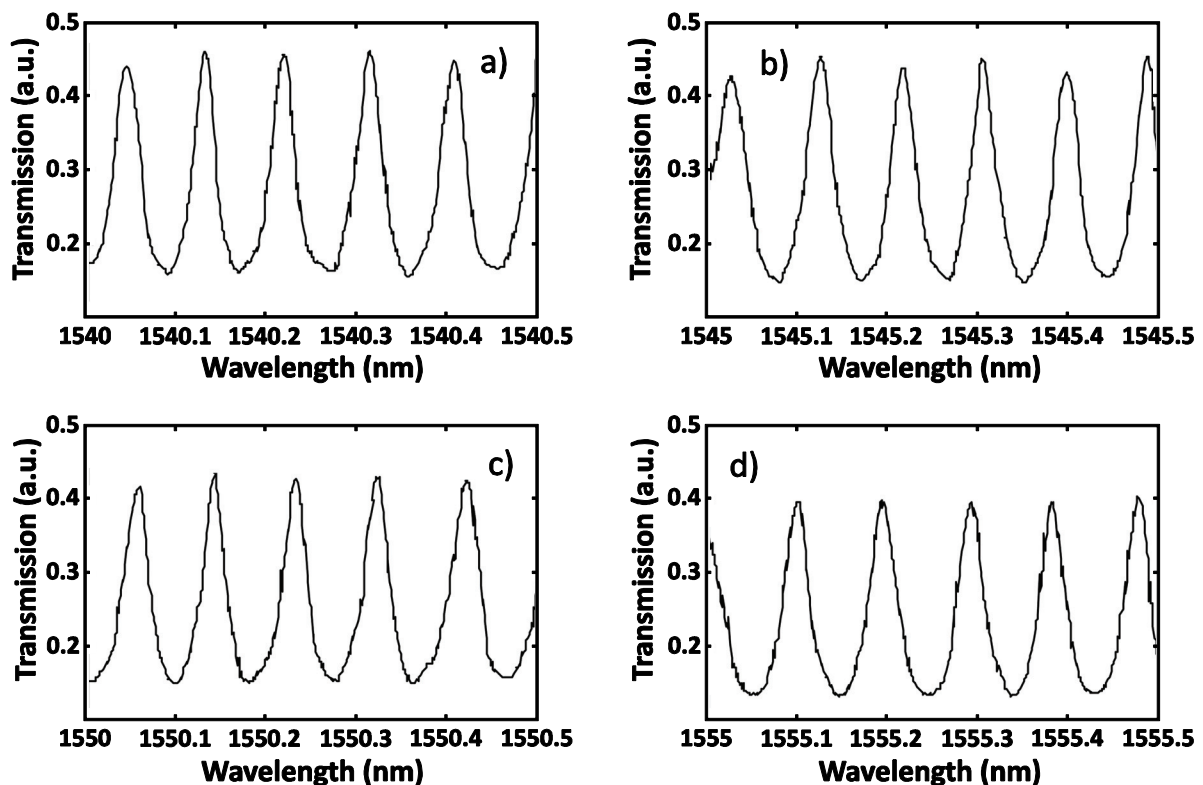 0.5
0.4
0.3
0.2
Transmission (a.u.)
a)
1540 1540.1 1540.2 1540.3 1540.4 1540.5
Wavelength (nm)
0.5
0.4
0.3
0.2
Transmission (a.u.)
b)
1545 1545.1 1545.2 1545.3 1545.4 1545.5
Wavelength (nm)
0.5
0.4
0.3
0.2
Transmission (a.u.)
c)
1550 1550.1 1550.2 1550.3 1550.4 1550.5
Wavelength (nm)
0.5
0.4
0.3
0.2
Transmission (a.u.)
d)
1555 1555.1 1555.2 1555.3 1555.4 1555.5
Wavelength (nm)